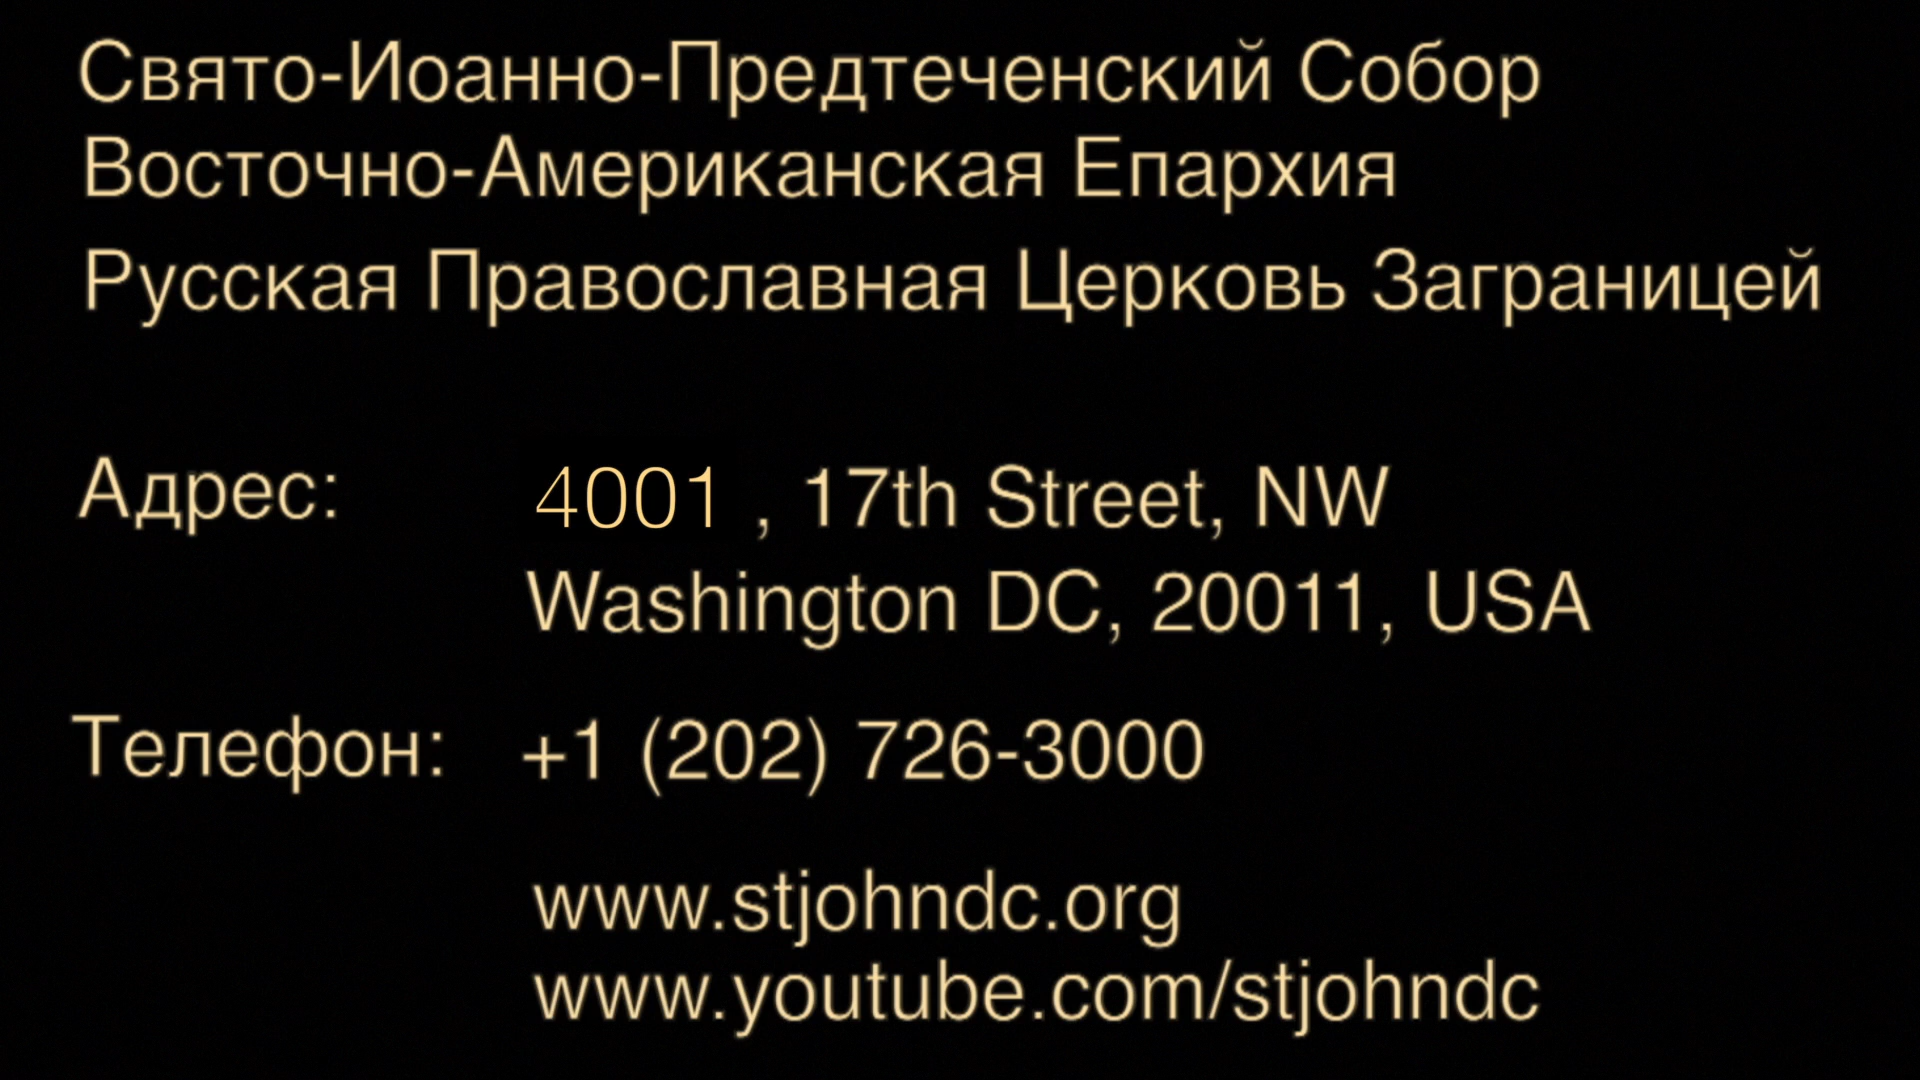 Свято-Иоанно-Предтеченский Собор
Восточно-Американская Епархия
Русская Православная Церковь Заграницей
Адрес: 4001 , 17th Street, NW
Washington DC, 20011, USA
Телефон: +1 (202) 726-3000
www.stjohndc.org
www.youtube.com/stjohndc